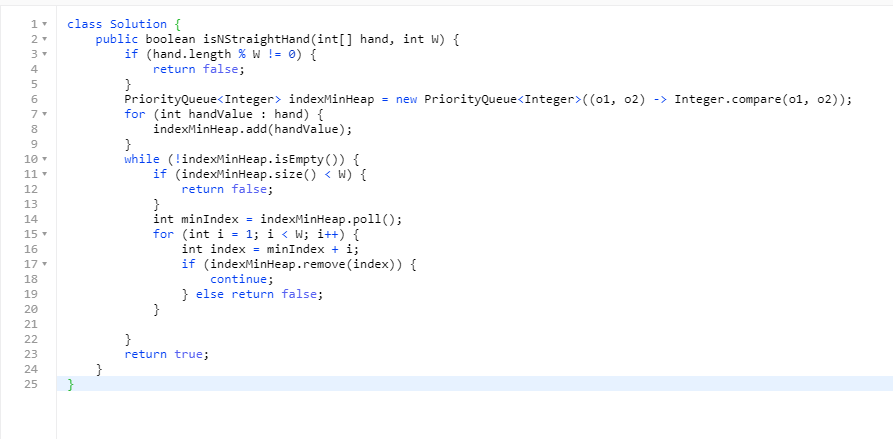 1 class Solution {
2     public boolean isNStraightHand(int[] hand, int W) {
3         if (hand.length % W != 0) {
4             return false;
5         }
6         PriorityQueue<Integer> indexMinHeap = new PriorityQueue<Integer>((o1, o2) -> Integer.compare(o1, o2));
7         for (int handValue : hand) {
8             indexMinHeap.add(handValue);
9         }
10         while (!indexMinHeap.isEmpty()) {
11             if (indexMinHeap.size() < W) {
12                 return false;
13             }
14             int minIndex = indexMinHeap.poll();
15             for (int i = 1; i < W; i++) {
16                 int index = minIndex + i;
17                 if (indexMinHeap.remove(index)) {
18                     continue;
19                 } else return false;
20             }
21
22         }
23         return true;
24     }
25 }